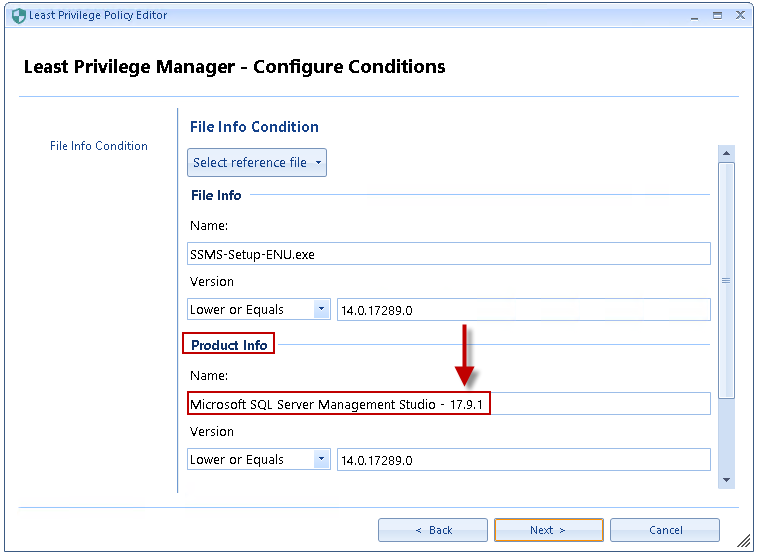 Least Privilege Policy Editor
Least Privilege Manager - Configure Conditions
File Info Condition
File Info Condition
Select reference file
File Info
Name:
SSMS-Setup-ENU.exe
Version
Lower or Equals 14.0.17289.0
Product Info
Name:
Microsoft SQL Server Management Studio - 17.9.1
Version
Lower or Equals 14.0.17289.0
< Back Next > Cancel